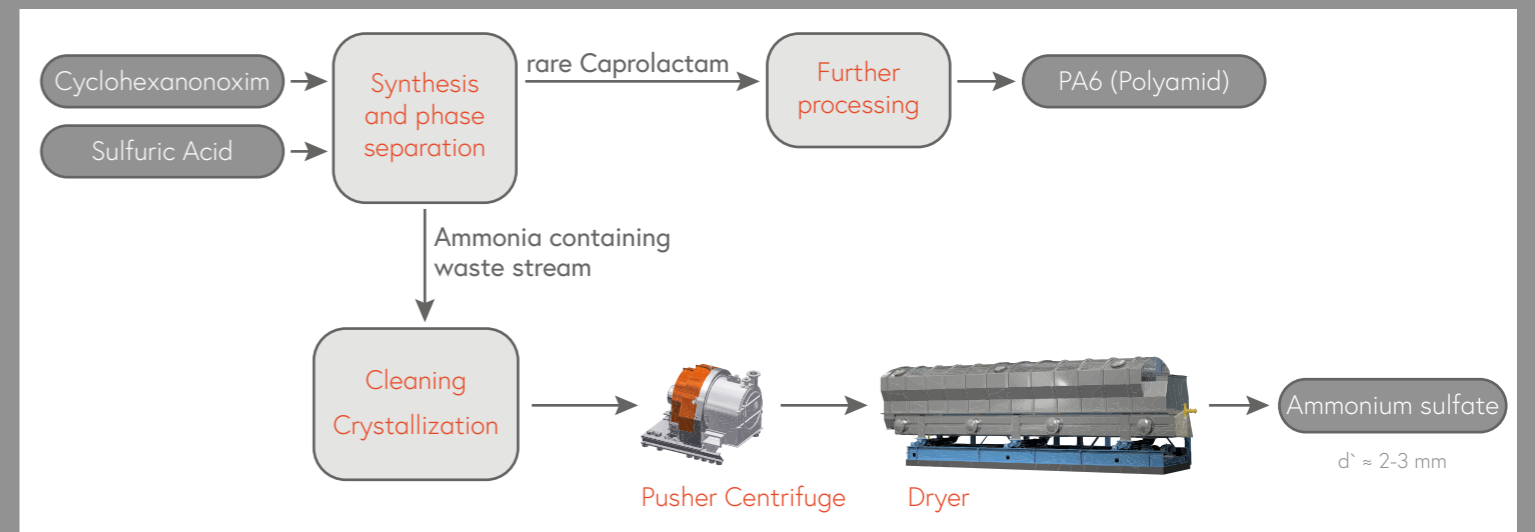 Cyclohexanonoxim
Sulfuric Acid
Synthesis
and phase
separation
rare Caprolactam
Further
processing
PA6 (Polyamid)
Ammonia containing
waste stream
Cleaning
Crystallization
Pusher Centrifuge
Dryer
Ammonium sulfate
d` ≈ 2-3 mm